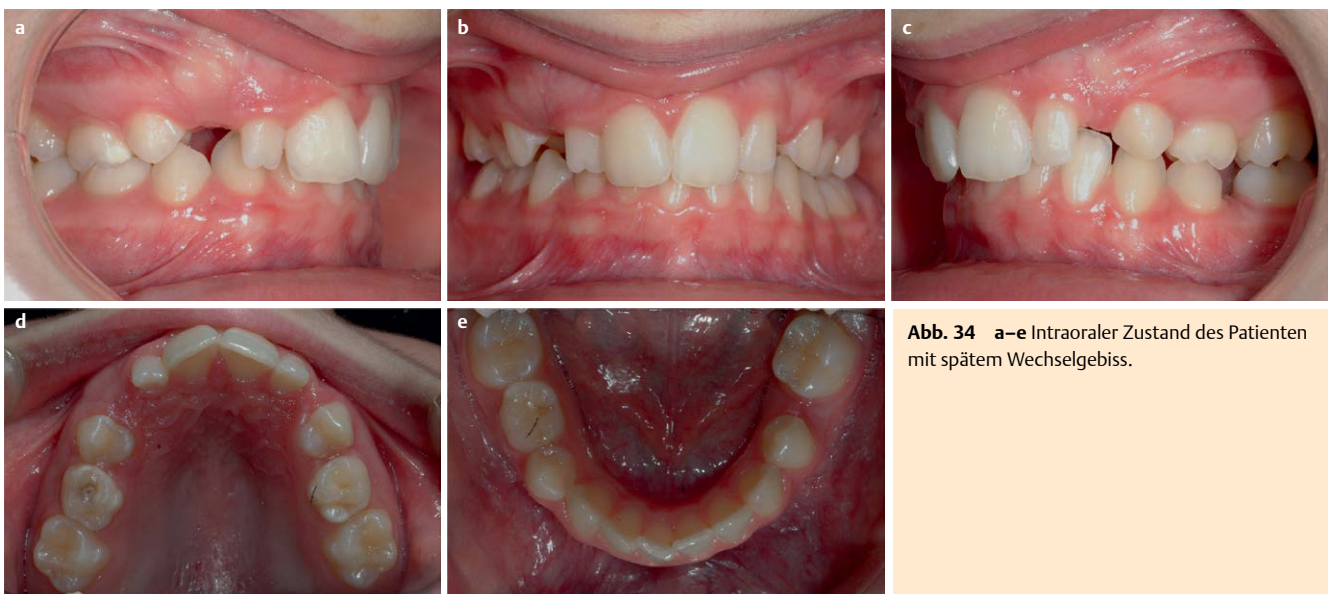 a
b
c
d
e
Abb. 34 a–e Intraoraler Zustand des Patienten
mit spätem Wechselgebiss.